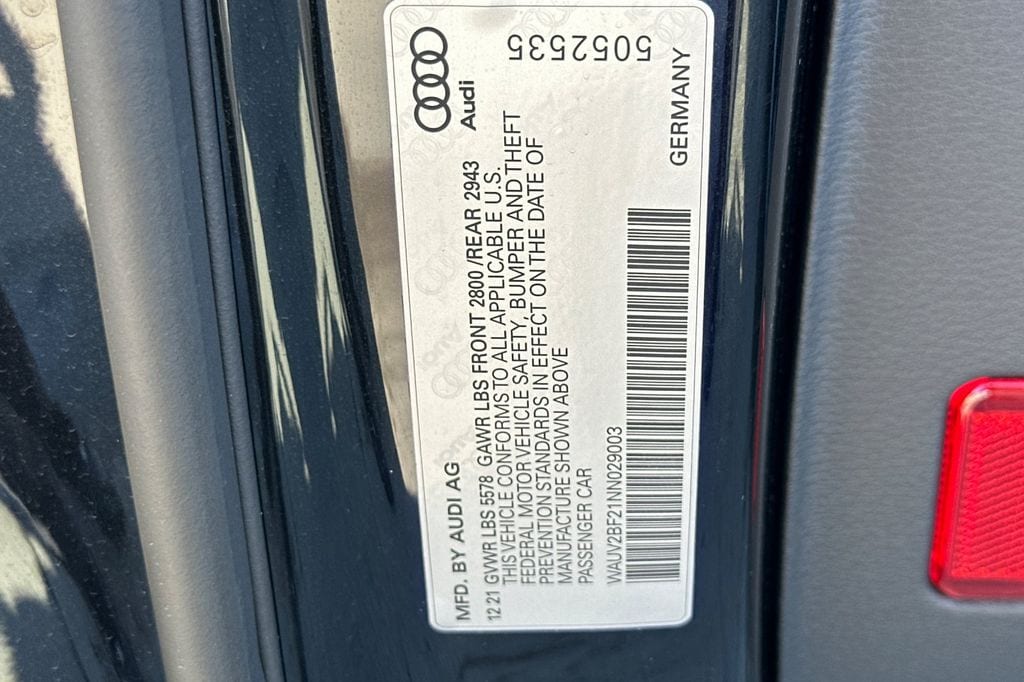 MFD. BY AUDI AG
Audi
12 21 GVWR LBS 5578 GAWR LBS FRONT 2800 /REAR 2943
THIS VEHICLE CONFORMS TO ALL APPLICABLE U.S.
FEDERAL MOTOR VEHICLE SAFETY, BUMPER AND THEFT
PREVENTION STANDARDS IN EFFECT ON THE DATE OF
MANUFACTURE SHOWN ABOVE
PASSENGER CAR
5052535
WAUV2BF21NN029003
GERMANY